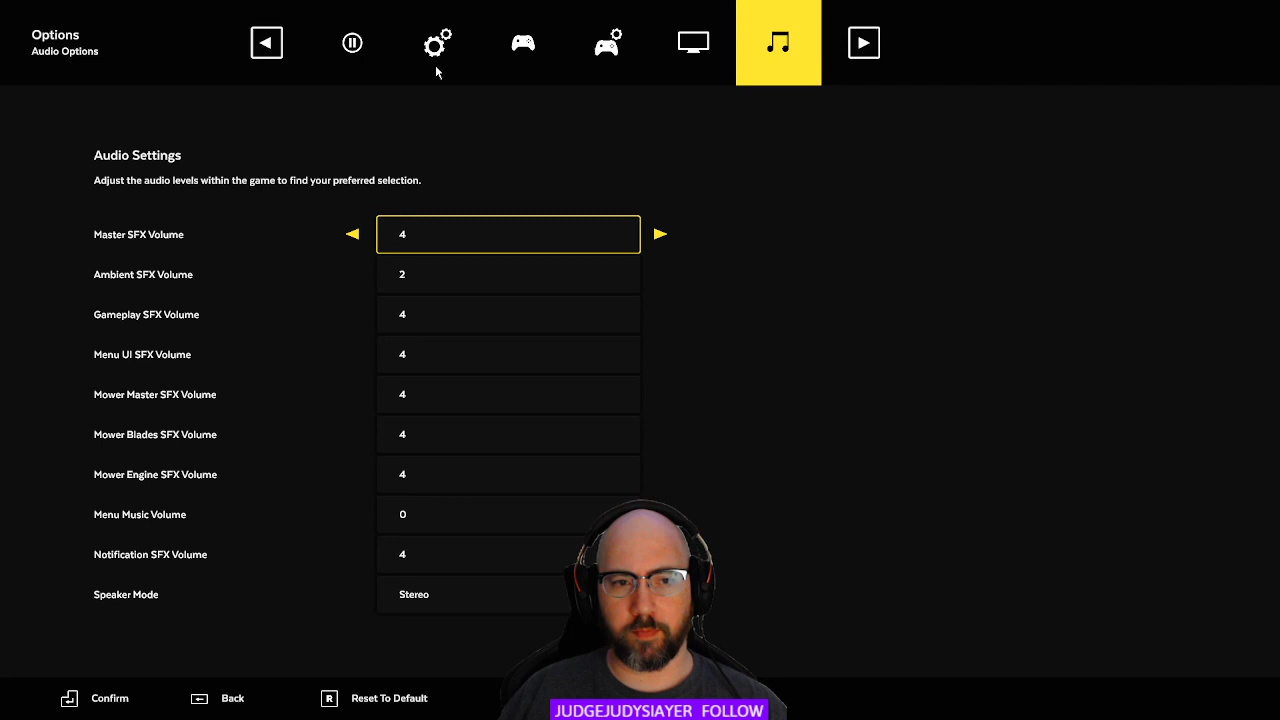 Options
Audio Options
Audio Settings
Adjust the audio levels within the game to find your preferred selection.
Master SFX Volume 4
Ambient SFX Volume 2
Gameplay SFX Volume 4
Menu UI SFX Volume 4
Mower Master SFX Volume 4
Mower Blades SFX Volume 4
Mower Engine SFX Volume 4
Menu Music Volume 0
Notification SFX Volume 4
Speaker Mode Stereo
Confirm Back R Reset To Default
JUDGEJUDYSIAYER FOLLOW